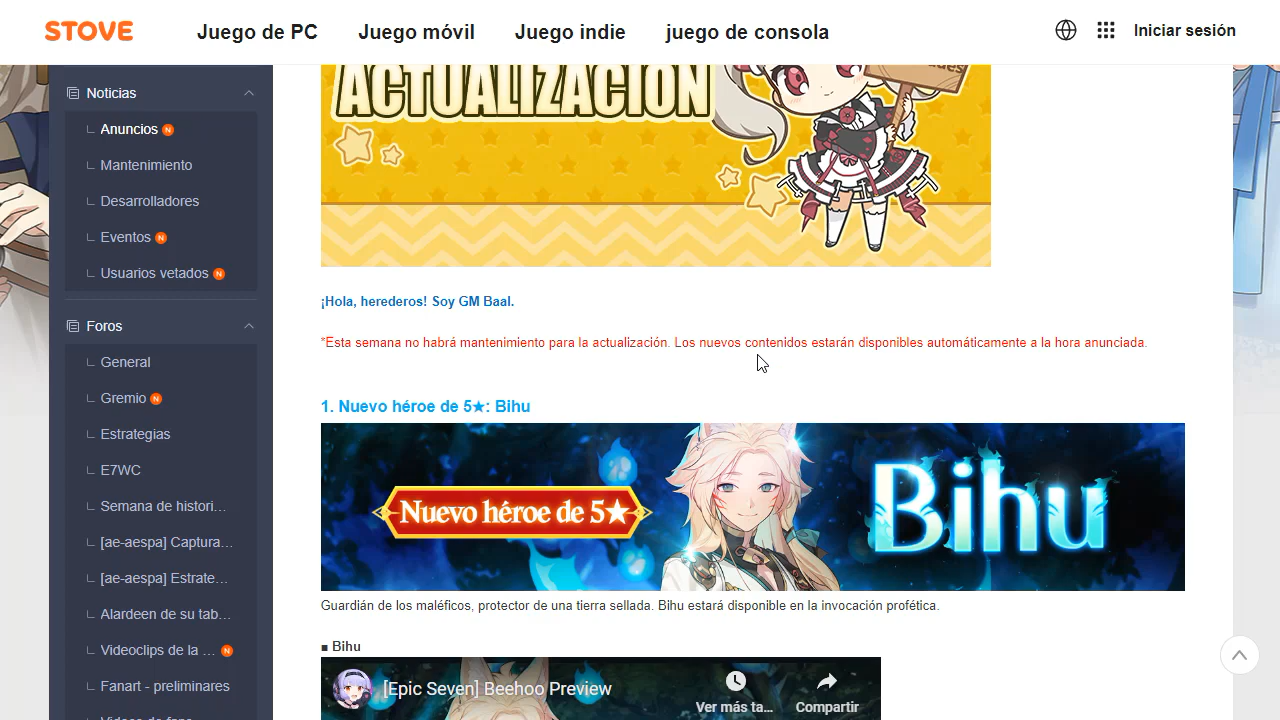 STOVE
Juego de PC
Juego móvil
Juego indie
juego de consola
Iniciar sesión
Noticias
Anuncios N
Mantenimiento
Desarrolladores
Eventos N
Usuarios vetados N
Foros
General
Gremio N
Estrategias
E7WC
Semana de histori...
[ae-aespa] Captura...
[ae-aespa] Estrate...
Alardeen de su tab...
Videoclips de la ... N
Fanart - preliminares
ACTUALIZACIÓN
¡Hola, herederos! Soy GM Baal.
*Esta semana no habrá mantenimiento para la actualización. Los nuevos contenidos estarán disponibles automáticamente a la hora anunciada.
1. Nuevo héroe de 5★: Bihu
Nuevo héroe de 5★
Bihu
Guardián de los maléficos, protector de una tierra sellada. Bihu estará disponible en la invocación profética.
■ Bihu
[Epic Seven] Beehoo Preview
Ver más ta...
Compartir